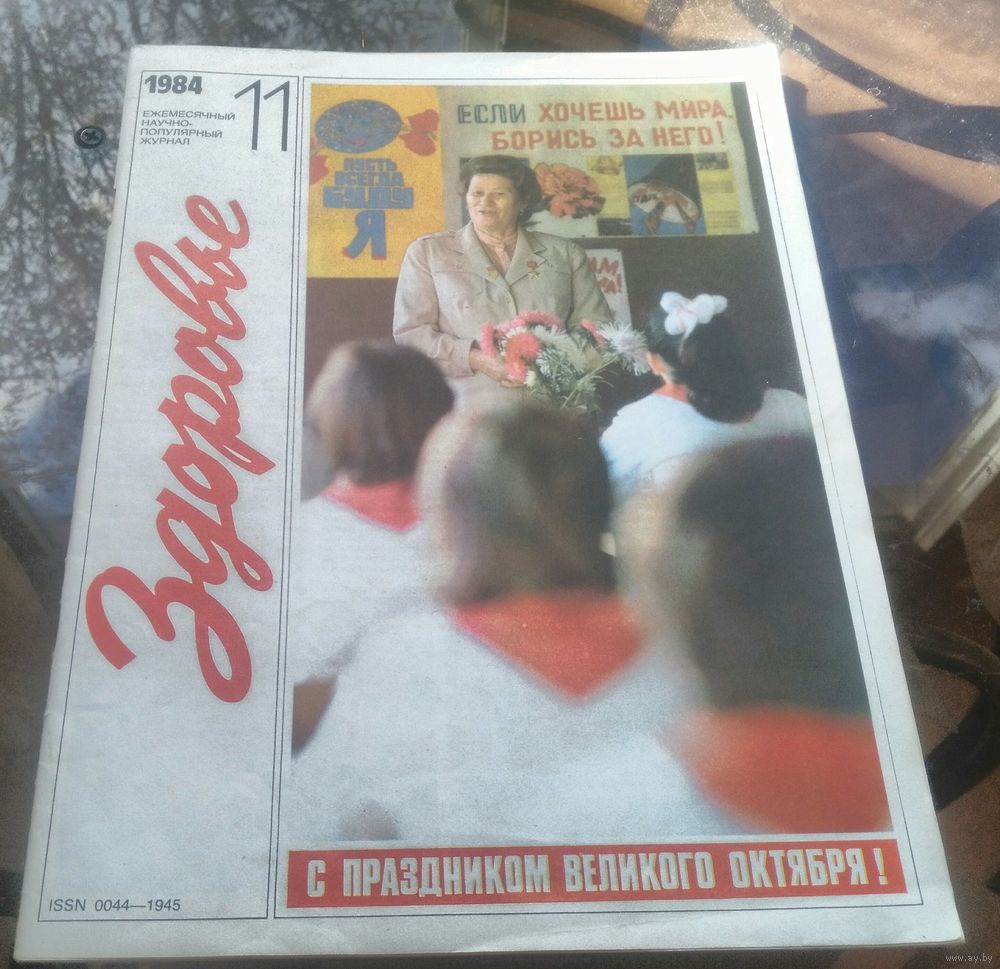 1984
11
ЕЖЕМЕСЯЧНЫЙ
НАУЧНО-
ПОПУЛЯРНЫЙ
ЖУРНАЛ
Здоровье
ПУСТЬ
ВСЕГДА
БУДУ
Я
ЕСЛИ ХОЧЕШЬ МИРА,
БОРИСЬ ЗА НЕГО!
С ПРАЗДНИКОМ ВЕЛИКОГО ОКТЯБРЯ!
ISSN 0044—1945
www.ay.by